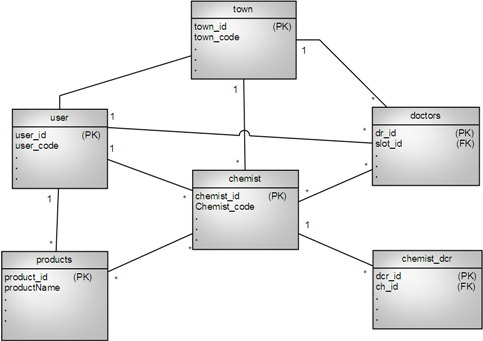 town
town_id (PK)
town_code
.
.
.
1
1
1
*
user
user_id (PK)
user_code
.
.
.
1
1
1
*
doctors
dr_id (PK)
slot_id (FK)
.
.
.
*
*
*
chemist
chemist_id (PK)
Chemist_code
.
.
.
*
*
1
products
product_id (PK)
productName
.
.
.
*
*
chemist_dcr
dcr_id (PK)
ch_id (FK)
.
.
.
*